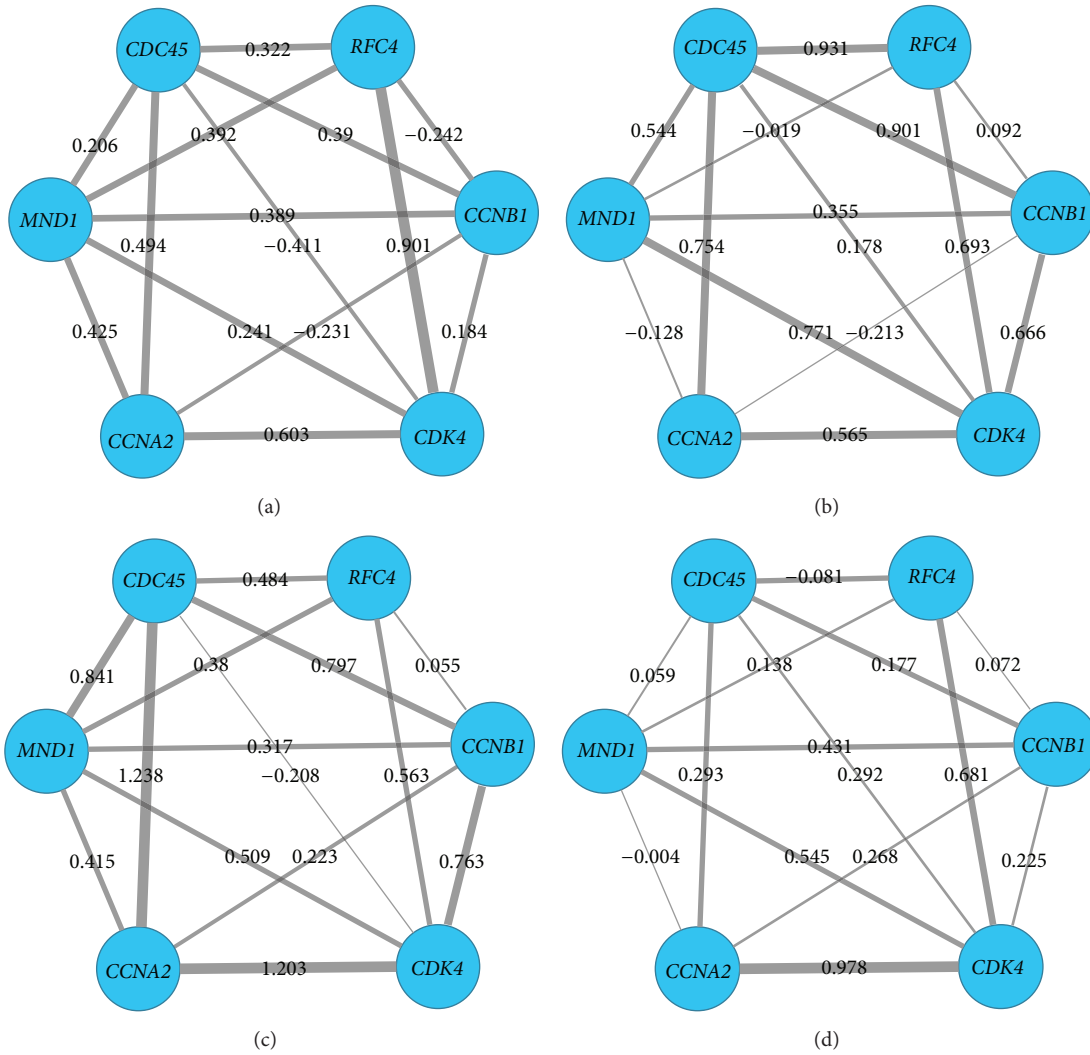 CDC45 0.322 RFC4
0.206 0.392 0.39 −0.242
MND1 0.389 CCNB1
0.494 −0.411 0.901
0.425 0.241 −0.231 0.184
CCNA2 0.603 CDK4
(a)
CDC45 0.931 RFC4
0.544 −0.019 0.901 0.092
MND1 0.355 CCNB1
0.754 0.178 0.693
−0.128 0.771 −0.213 0.666
CCNA2 0.565 CDK4
(b)
CDC45 0.484 RFC4
0.841 0.38 0.797 0.055
MND1 0.317 CCNB1
1.238 −0.208 0.563
0.415 0.509 0.223 0.763
CCNA2 1.203 CDK4
(c)
CDC45 −0.081 RFC4
0.059 0.138 0.177 0.072
MND1 0.431 CCNB1
0.293 0.292 0.681
−0.004 0.545 0.268 0.225
CCNA2 0.978 CDK4
(d)